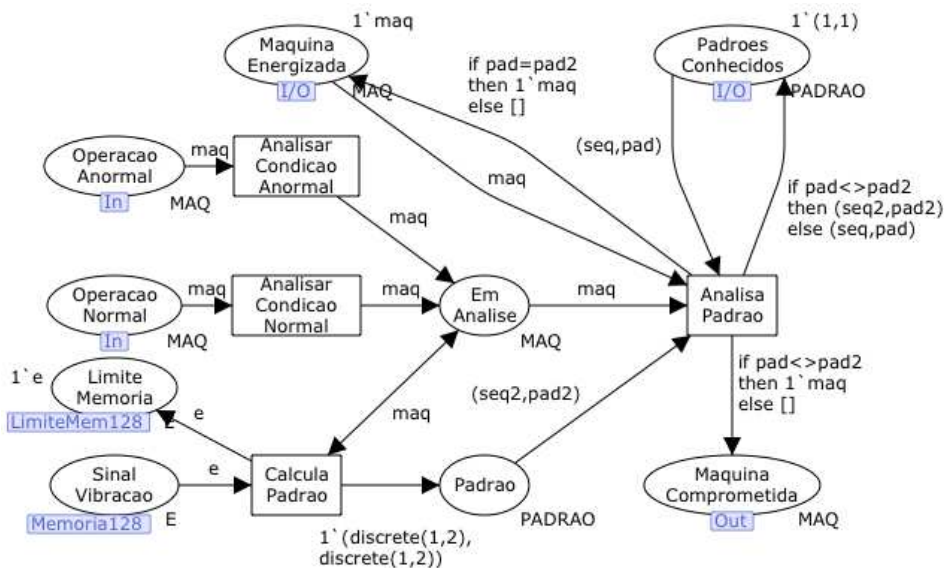 1`maq
Maquina
Energizada
I/O
MAQ
if pad=pad2
then 1`maq
else []
1`(1,1)
Padroes
Conhecidos
I/O
PADRAO
(seq,pad)
maq
Operacao
Anormal
In
MAQ
maq
Analisar
Condicao
Anormal
maq
if pad<>pad2
then (seq2,pad2)
else (seq,pad)
Operacao
Normal
In
MAQ
maq
Analisar
Condicao
Normal
maq
Em
Analise
MAQ
maq
Analisa
Padrao
1`e
Limite
Memoria
LimiteMem128
e
maq
(seq2,pad2)
if pad<>pad2
then 1`maq
else []
Sinal
Vibracao
Memoria128
E
e
Calcula
Padrao
1`(discrete(1,2),
discrete(1,2))
Padrao
PADRAO
Maquina
Comprometida
Out
MAQ